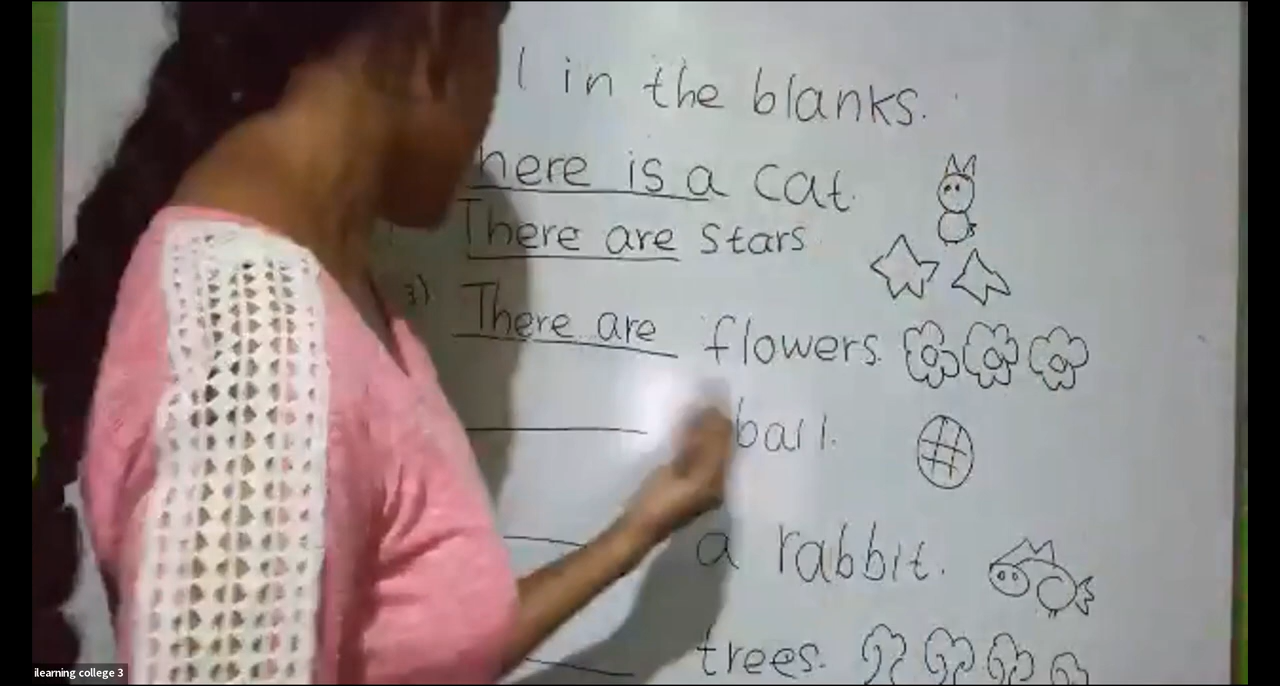 l in the blanks.
here is a cat.
There are stars
3) There are flowers.
ball.
a rabbit.
trees.
ilearning college 3